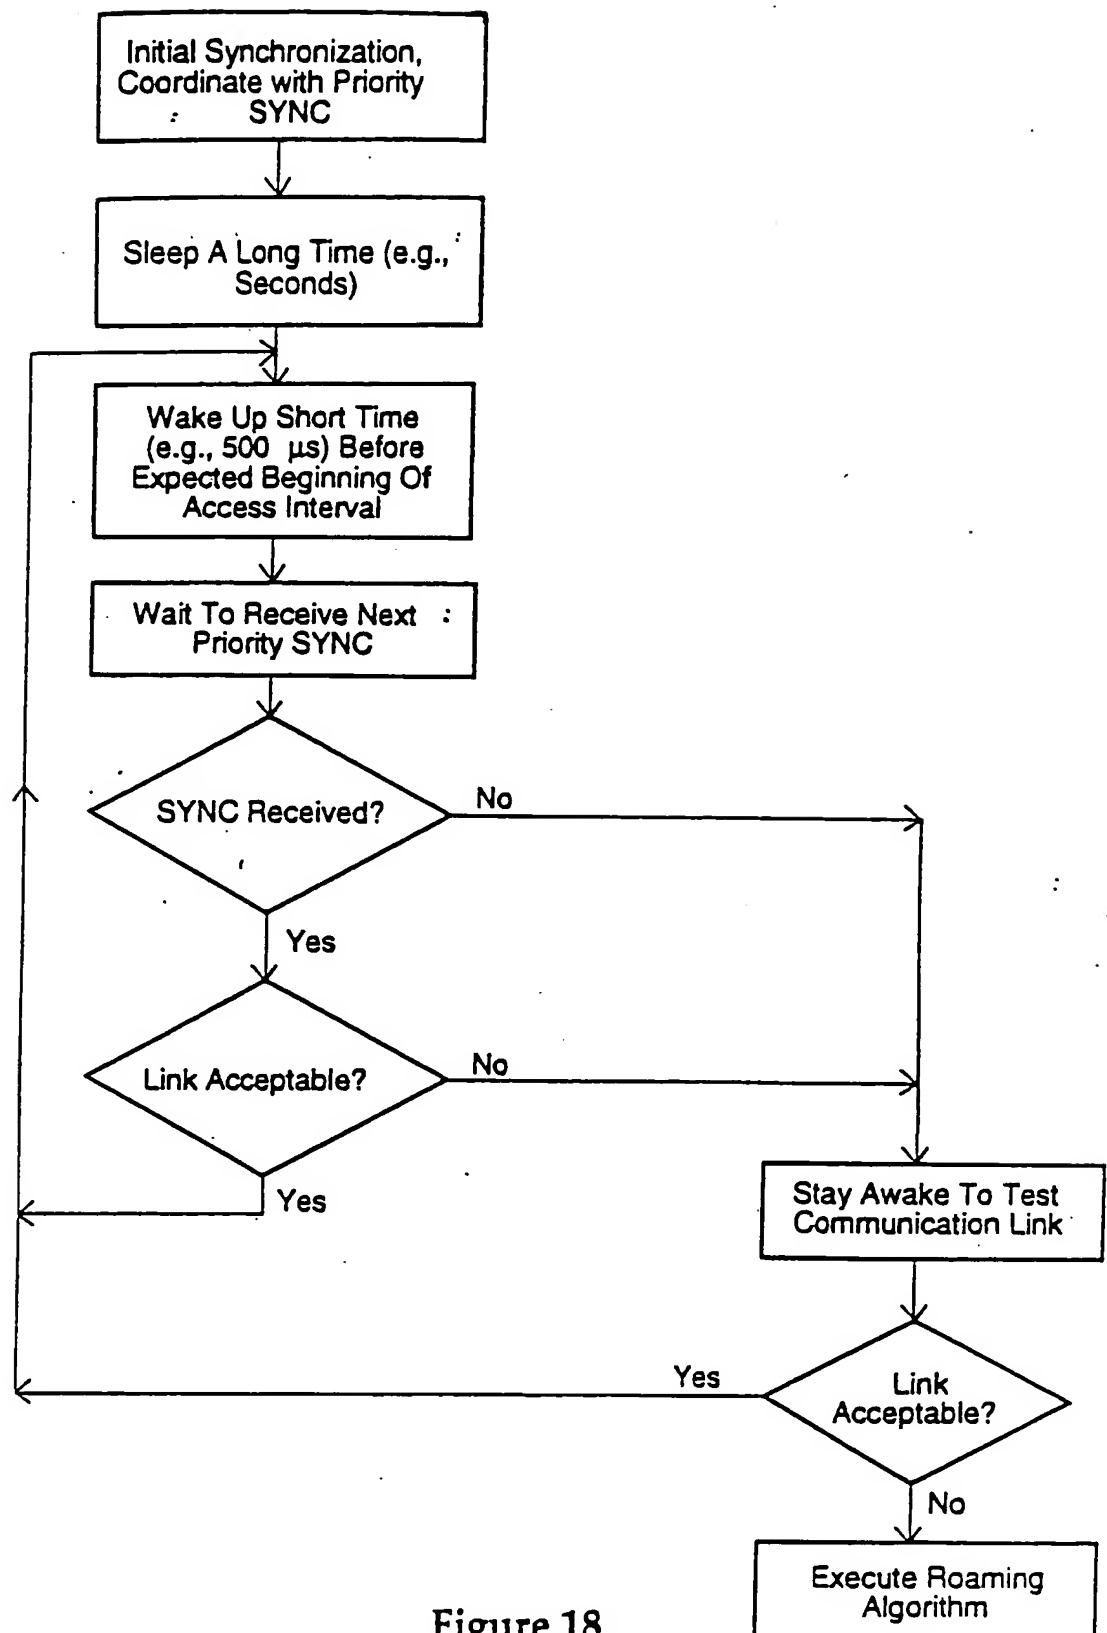 Initial Synchronization,
Coordinate with Priority
SYNC
Sleep A Long Time (e.g.,
Seconds)
Wake Up Short Time
(e.g., 500 µs) Before
Expected Beginning Of
Access Interval
Wait To Receive Next
Priority SYNC
SYNC Received?
No
Yes
Link Acceptable?
No
Yes
Stay Awake To Test
Communication Link
Yes
Link
Acceptable?
No
Execute Roaming
Algorithm
Figure 18